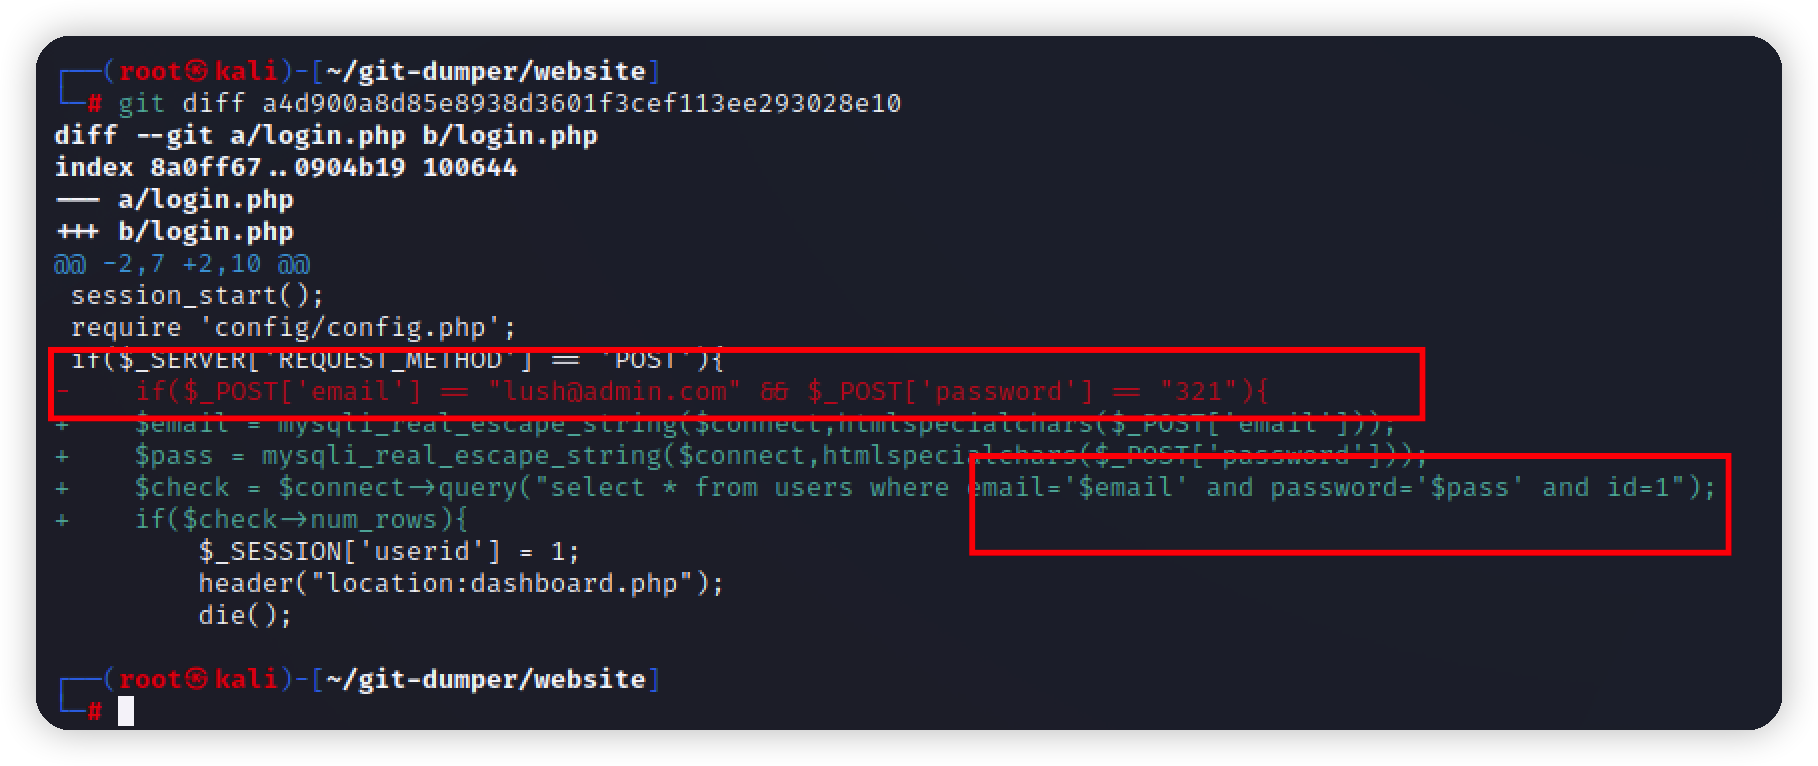 ┌──(root㉿kali)-[~/git-dumper/website]
└─# git diff a4d900a8d85e8938d3601f3cef113ee293028e10
diff --git a/login.php b/login.php
index 8a0ff67..0904b19 100644
--- a/login.php
+++ b/login.php
@@ -2,7 +2,10 @@
 session_start();
 require 'config/config.php';
 if($_SERVER['REQUEST_METHOD'] == 'POST'){
-    if($_POST['email'] == "lush@admin.com" && $_POST['password'] == "321"){
+    $email = mysqli_real_escape_string($connect,htmlspecialchars($_POST['email']));
+    $pass = mysqli_real_escape_string($connect,htmlspecialchars($_POST['password']));
+    $check = $connect->query("select * from users where email='$email' and password='$pass' and id=1");
+    if($check->num_rows){
         $_SESSION['userid'] = 1;
         header("location:dashboard.php");
         die();
┌──(root㉿kali)-[~/git-dumper/website]
└─#